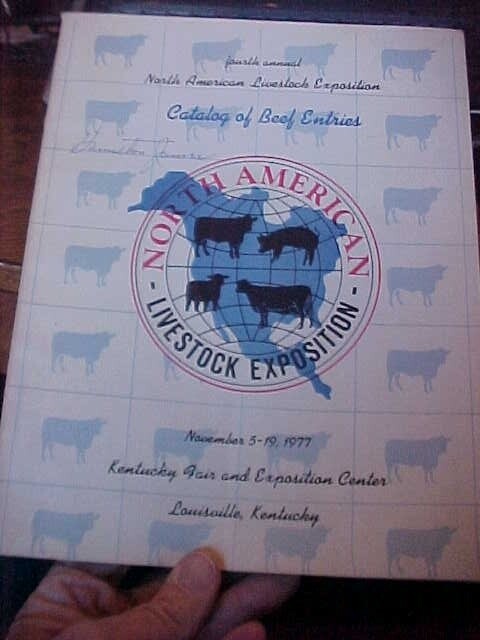 fourth annual
North American Livestock Exposition
Catalog of Beef Entries
NORTH AMERICAN
- LIVESTOCK EXPOSITION -
November 5-19, 1977
Kentucky Fair and Exposition Center
Louisville, Kentucky